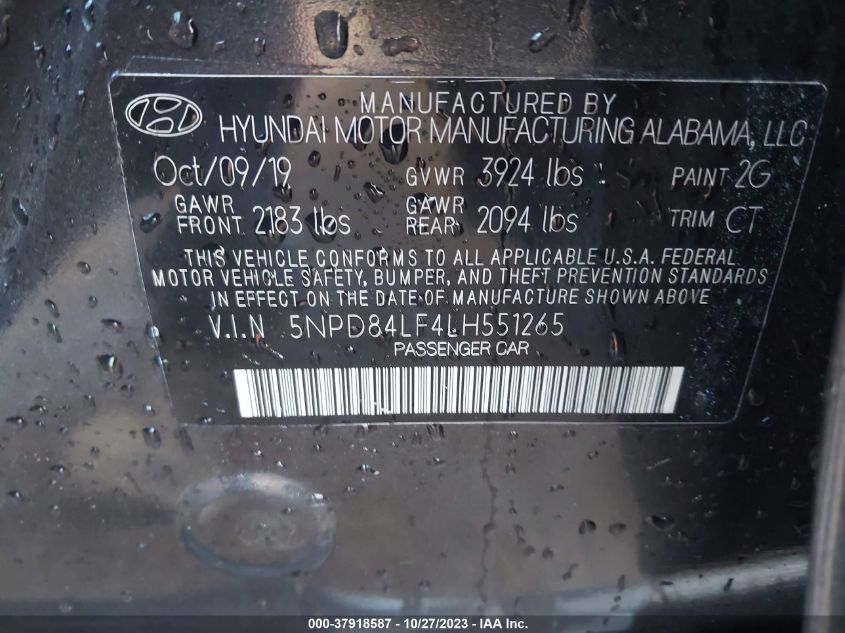 MANUFACTURED BY
HYUNDAI MOTOR MANUFACTURING ALABAMA, LLC
Oct/09/19 GVWR 3924 lbs. PAINT 2G
GAWR FRONT 2183 lbs GAWR REAR 2094 lbs TRIM CT
THIS VEHICLE CONFORMS TO ALL APPLICABLE U.S.A. FEDERAL
MOTOR VEHICLE SAFETY, BUMPER, AND THEFT PREVENTION STANDARDS
IN EFFECT ON THE DATE OF MANUFACTURE SHOWN ABOVE
V.I.N 5NPD84LF4LH551265
PASSENGER CAR
000-37918587 - 10/27/2023 - IAA Inc.